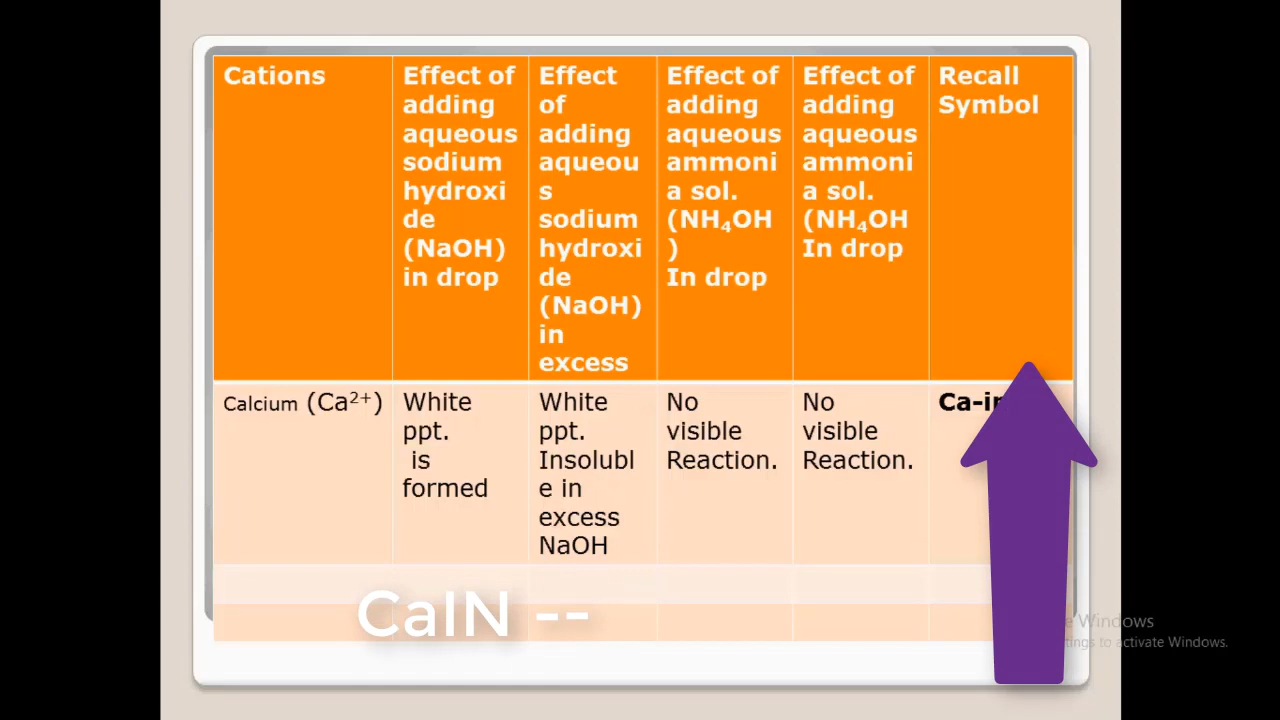 Cations
Effect of
adding
aqueous
sodium
hydroxi
de
(NaOH)
in drop
Effect
of
adding
aqueou
s
sodium
hydroxi
de
(NaOH)
in
excess
Effect of
adding
aqueous
ammoni
a sol.
(NH₄OH
)
In drop
Effect of
adding
aqueous
ammoni
a sol.
(NH₄OH
In drop
Recall
Symbol
Calcium (Ca²⁺)
White
ppt.
is
formed
White
ppt.
Insolubl
e in
excess
NaOH
No
visible
Reaction.
No
visible
Reaction.
CaIN --
Windows
to activate Windows.